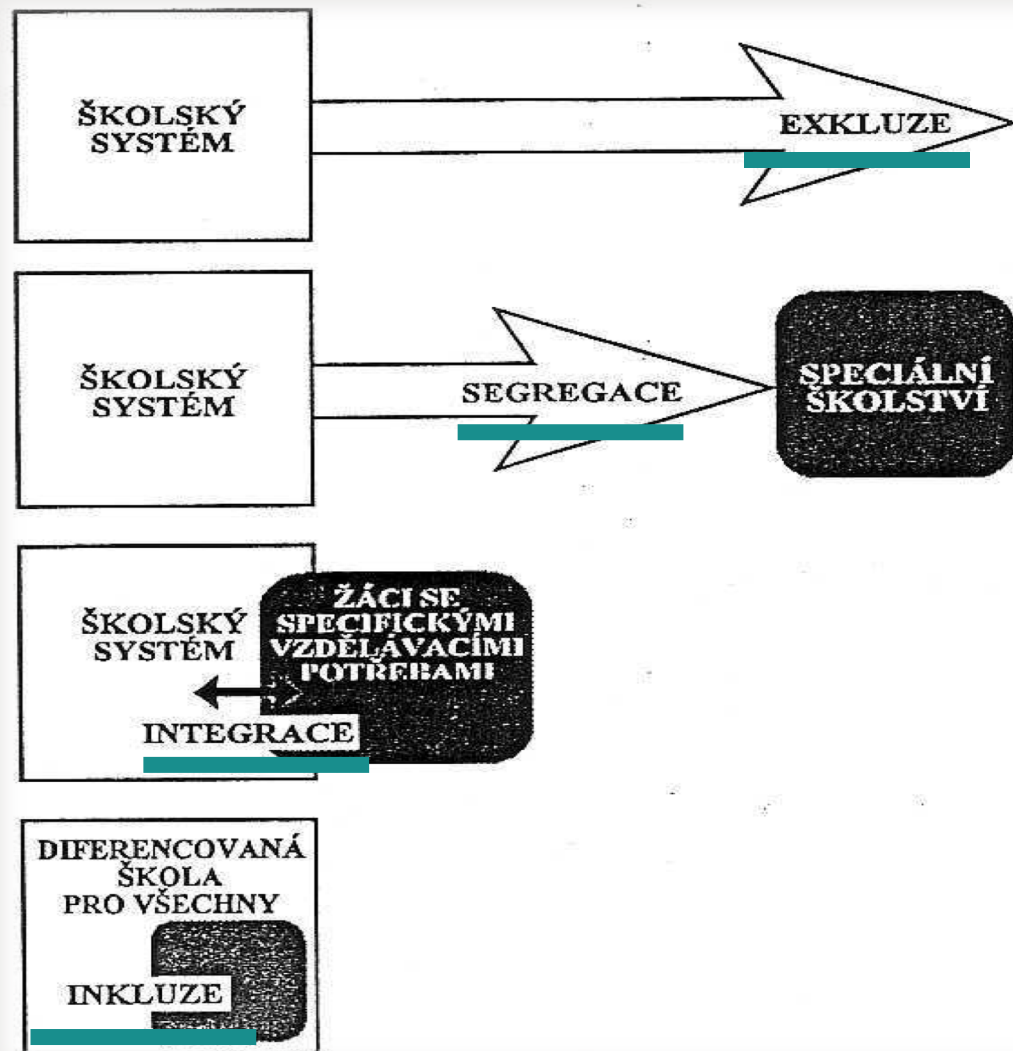 ŠKOLSKÝ
SYSTÉM
EXKLUZE
ŠKOLSKÝ
SYSTÉM
SEGREGACE
SPECIÁLNÍ
ŠKOLSTVÍ
ŠKOLSKÝ
SYSTÉM
ŽÁCI SE
SPECIFICKÝMI
VZDĚLÁVACÍMI
POTŘEBAMI
INTEGRACE
DIFERENCOVANÁ
ŠKOLA
PRO VŠECHNY
INKLUZE